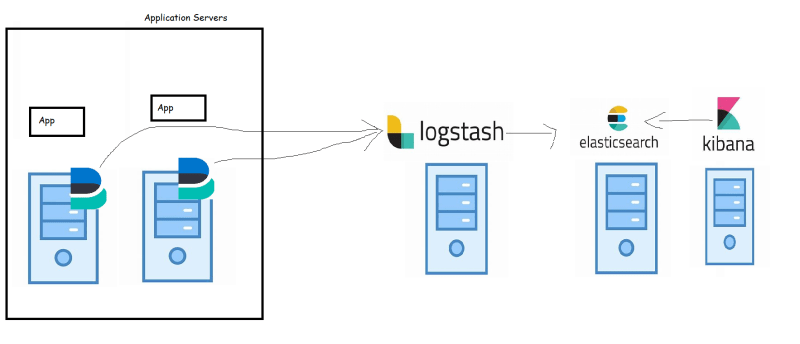 Application Servers
App
App
logstash
elasticsearch
kibana